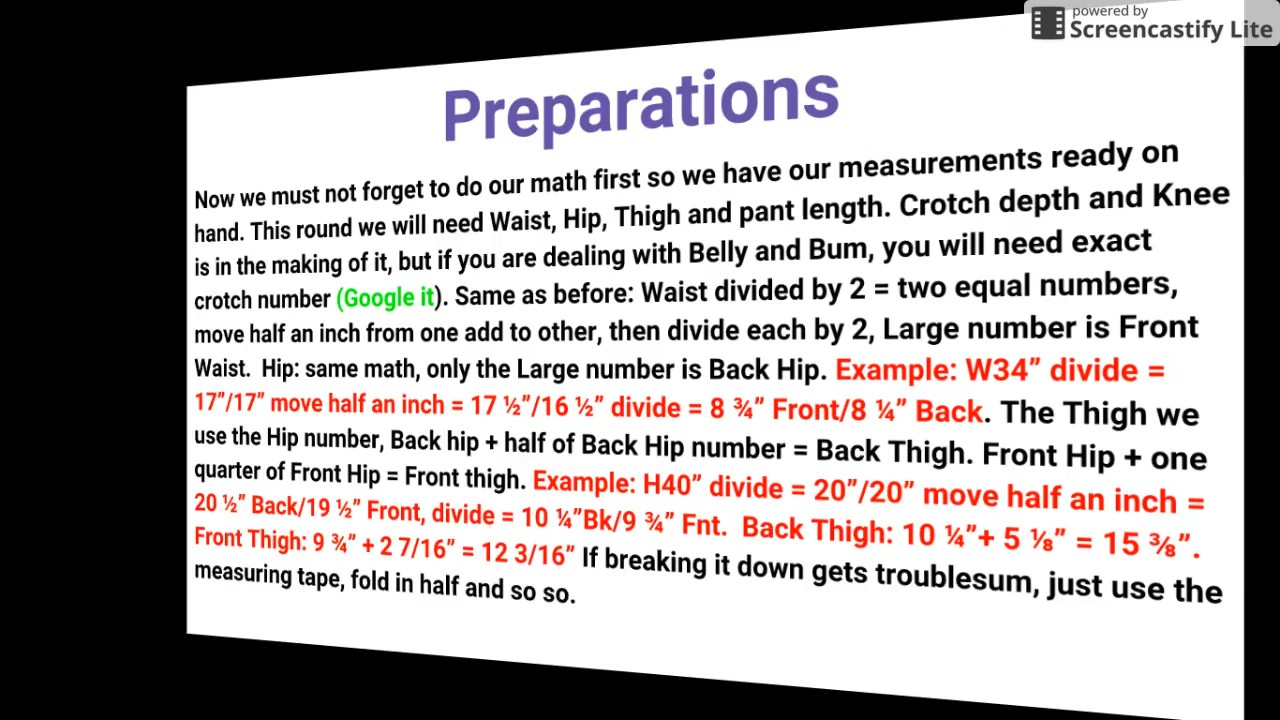 powered by
Screencastify Lite
Preparations
Now we must not forget to do our math first so we have our measurements ready on
hand. This round we will need Waist, Hip, Thigh and pant length. Crotch depth and Knee
is in the making of it, but if you are dealing with Belly and Bum, you will need exact
crotch number (Google it). Same as before: Waist divided by 2 = two equal numbers,
move half an inch from one add to other, then divide each by 2, Large number is Front
Waist.  Hip: same math, only the Large number is Back Hip. Example: W34” divide =
17”/17” move half an inch = 17 ½”/16 ½” divide = 8 ¾” Front/8 ¼” Back. The Thigh we
use the Hip number, Back hip + half of Back Hip number = Back Thigh. Front Hip + one
quarter of Front Hip = Front thigh. Example: H40” divide = 20”/20” move half an inch =
20 ½” Back/19 ½” Front, divide = 10 ¼”Bk/9 ¾” Fnt.  Back Thigh: 10 ¼”+ 5 ⅛” = 15 ⅜”.
Front Thigh: 9 ¾” + 2 7/16” = 12 3/16” If breaking it down gets troublesum, just use the
measuring tape, fold in half and so so.